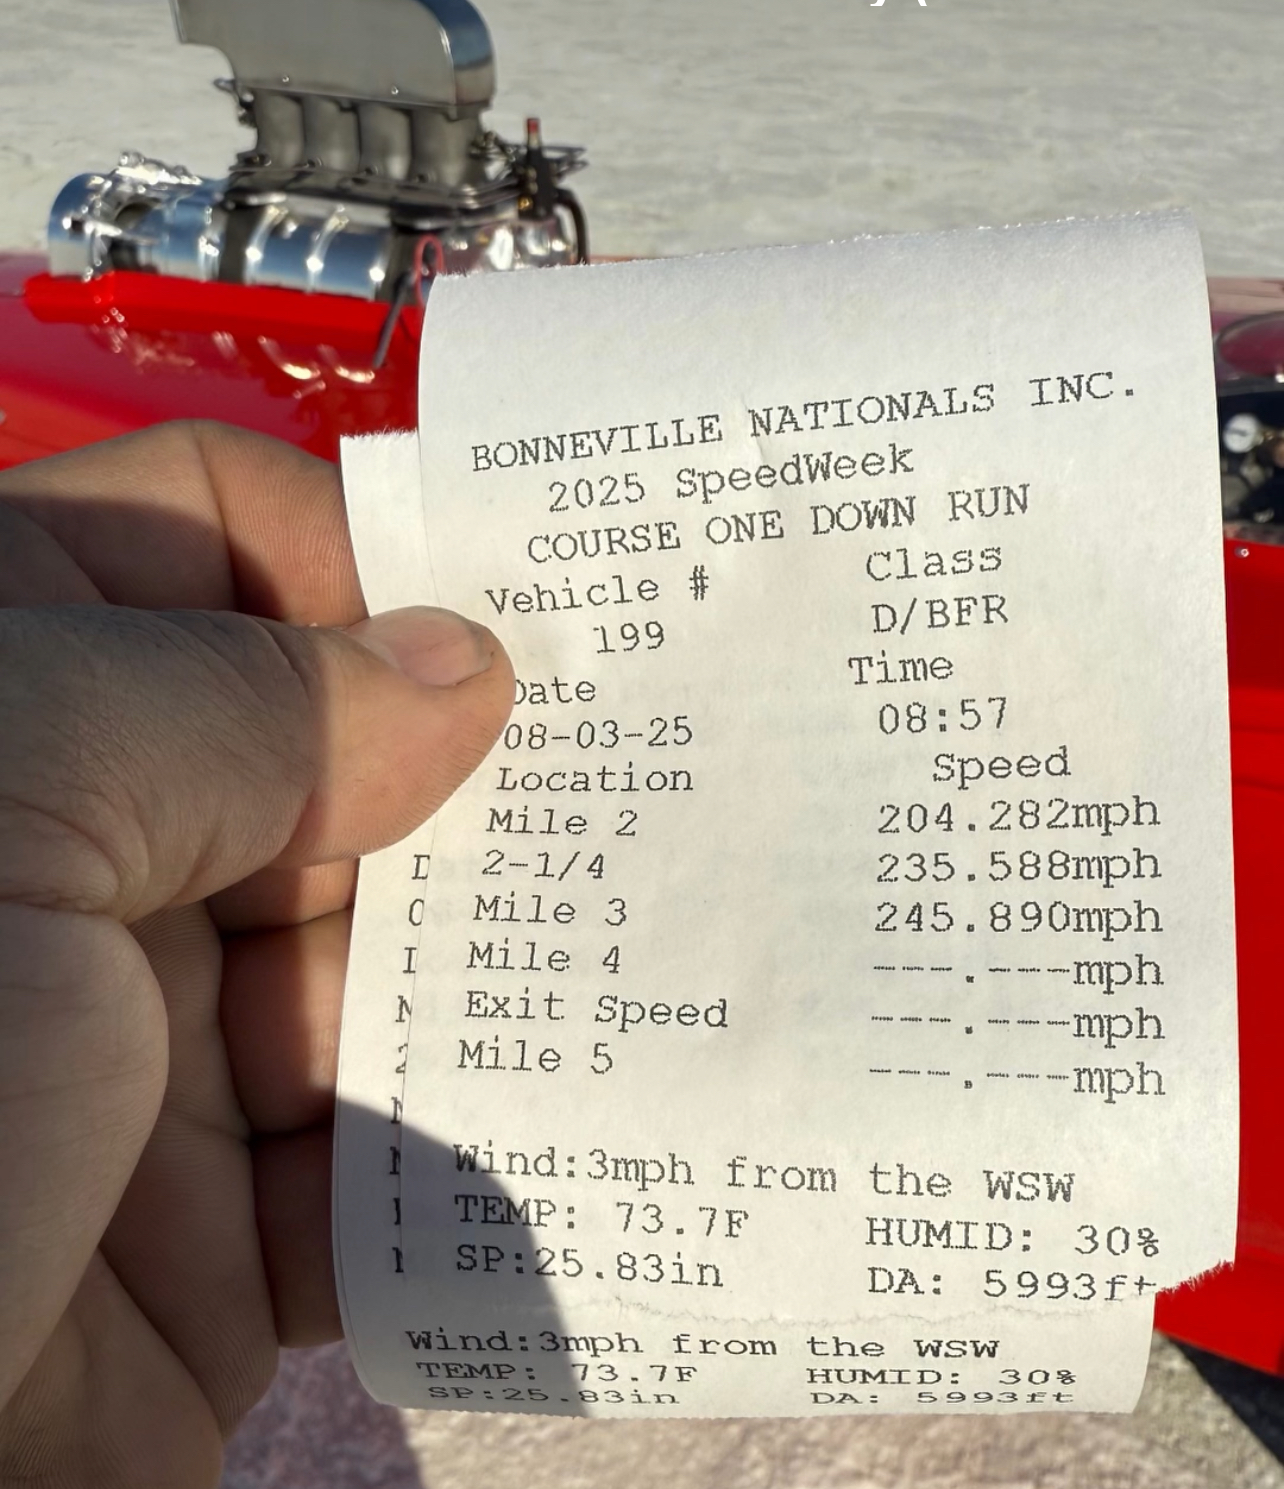 BONNEVILLE NATIONALS INC.
2025 SpeedWeek
COURSE ONE DOWN RUN
Vehicle # Class
199 D/BFR
Date Time
08-03-25 08:57
Location Speed
Mile 2 204.282mph
2-1/4 235.588mph
Mile 3 245.890mph
Mile 4 ---.---mph
Exit Speed ---.---mph
Mile 5 ---.---mph
Wind:3mph from the WSW
TEMP: 73.7F HUMID: 30%
SP:25.83in DA: 5993ft
Wind:3mph from the WSW
TEMP: 73.7F HUMID: 30%
SP:25.83in DA: 5993ft